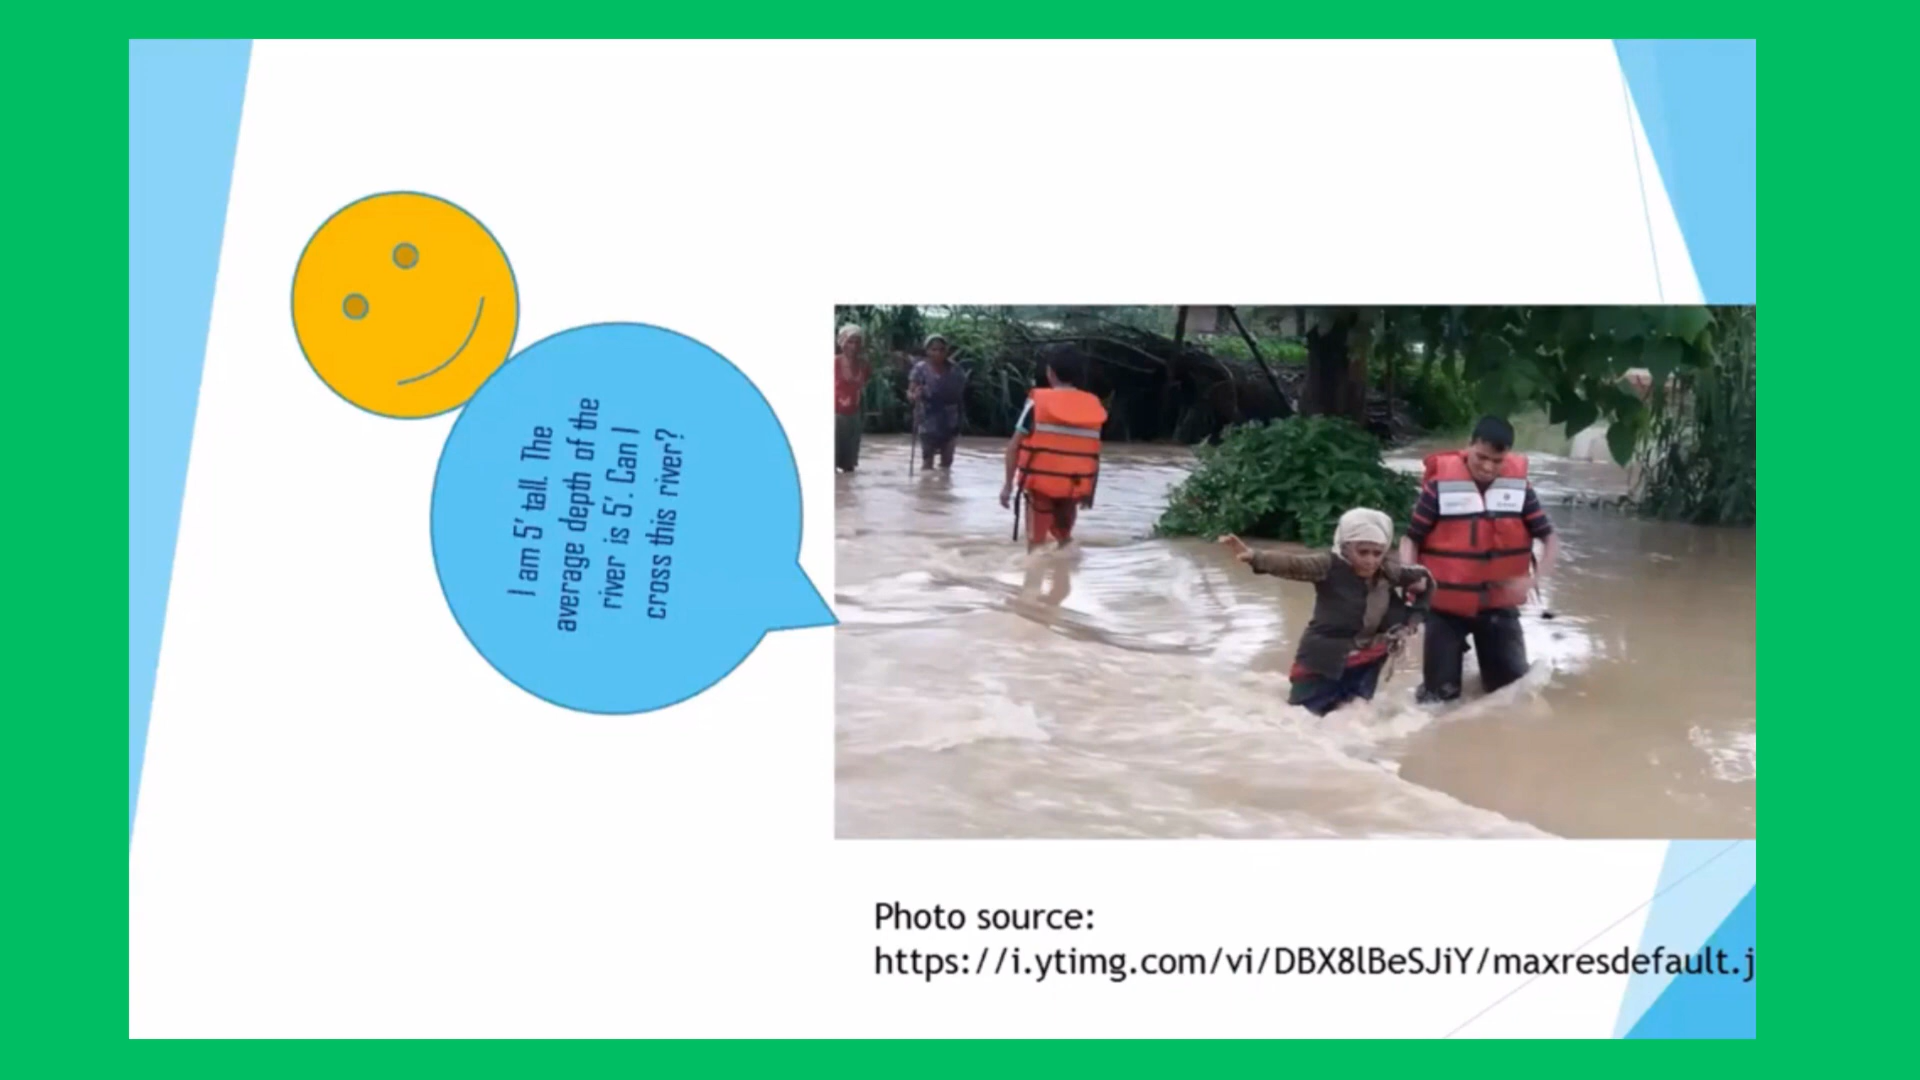 I am 5' tall. The
average depth of the
river is 5'. Can I
cross this river?
Photo source:
https://i.ytimg.com/vi/DBX8lBeSJiY/maxresdefault.j